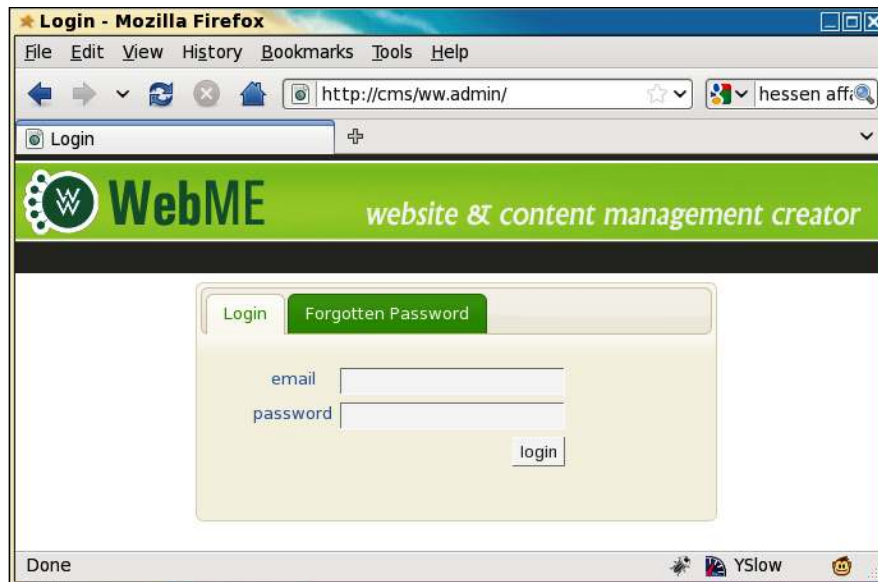 Login - Mozilla Firefox
File Edit View History Bookmarks Tools Help
http://cms/ww.admin/ hessen affa
Login
W WebME website & content management creator
Login Forgotten Password
email
password
login
Done YSlow